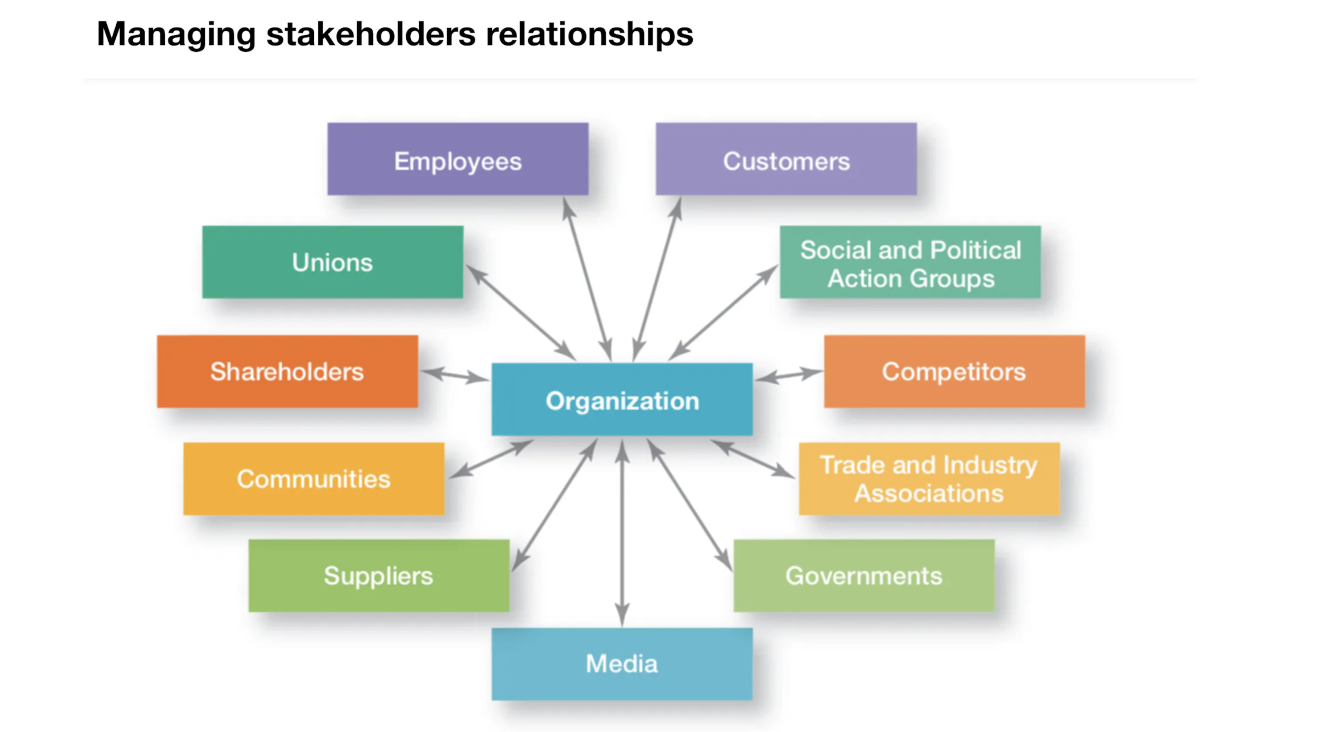 Managing stakeholders relationships
Employees
Customers
Unions
Social and Political
Action Groups
Shareholders
Competitors
Organization
Communities
Trade and Industry
Associations
Suppliers
Governments
Media